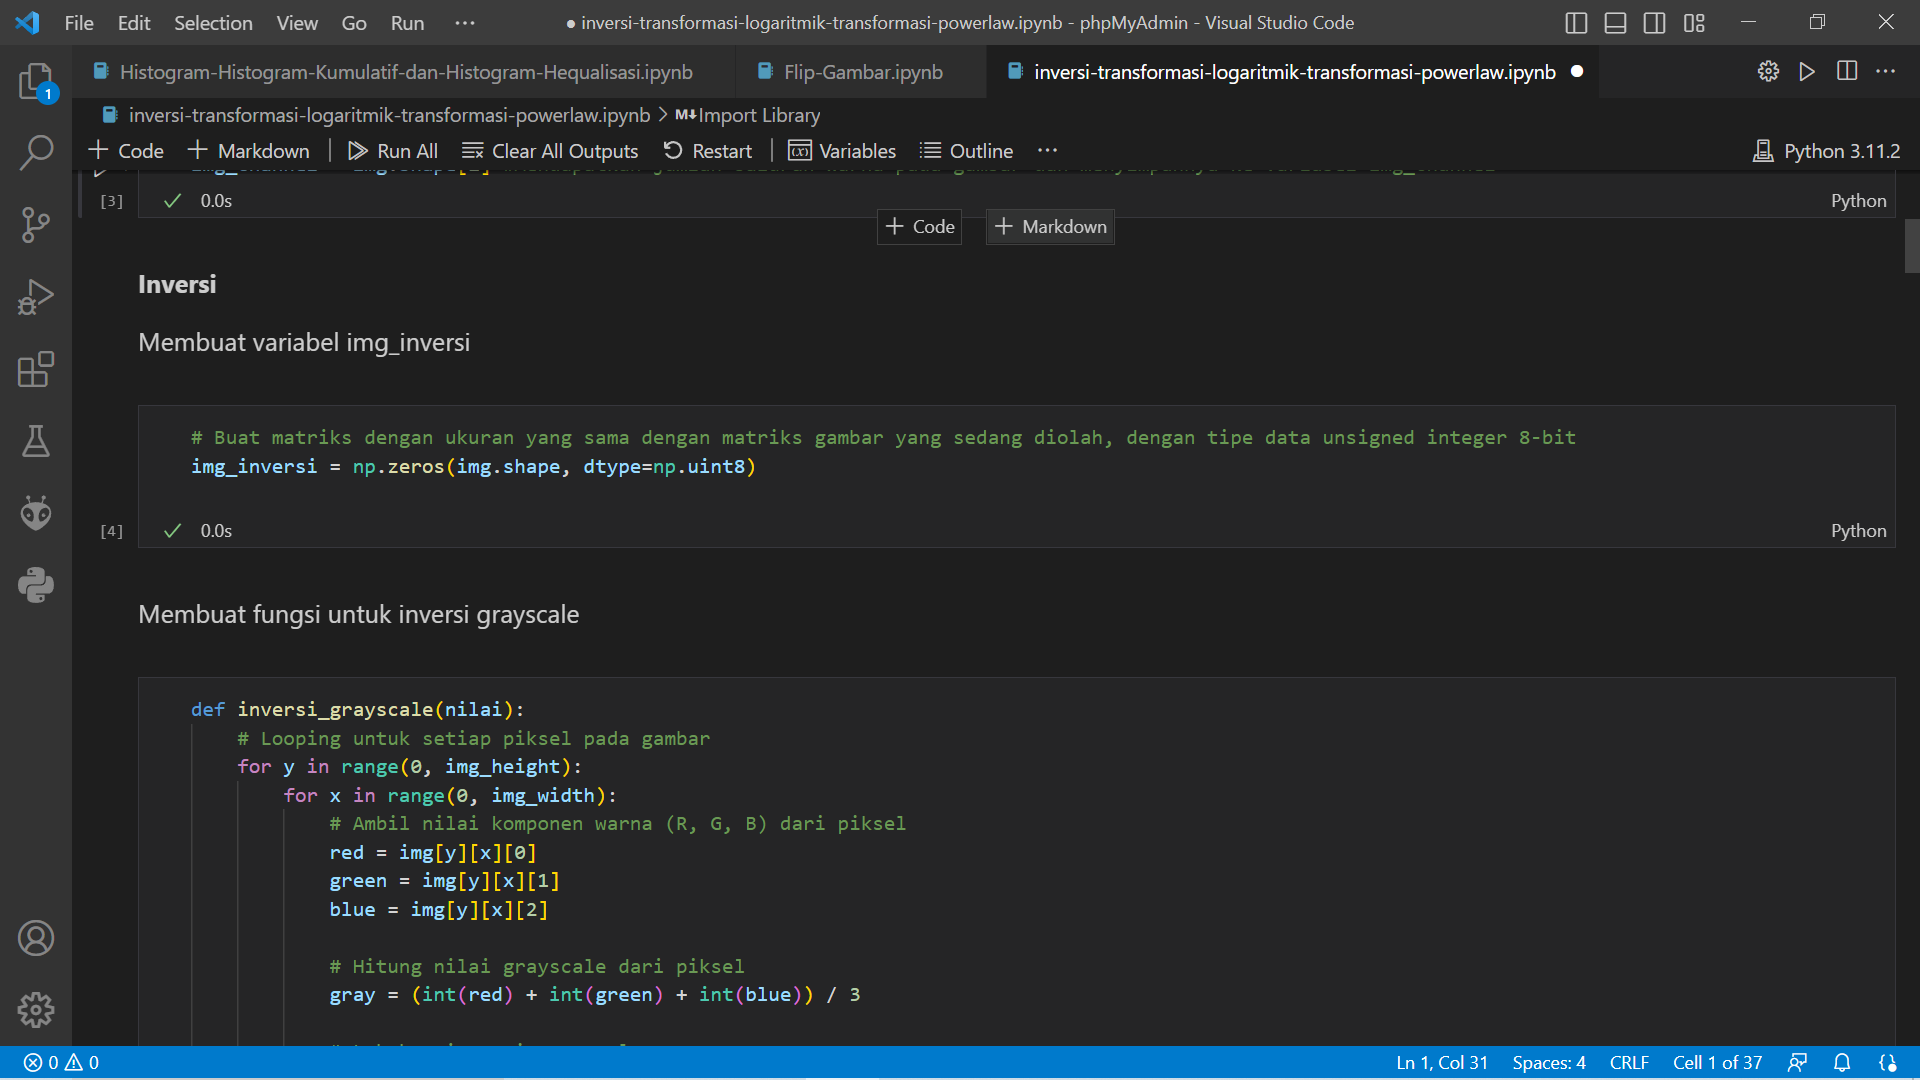 File Edit Selection View Go Run ··· ● inversi-transformasi-logaritmik-transformasi-powerlaw.ipynb - phpMyAdmin - Visual Studio Code
Histogram-Histogram-Kumulatif-dan-Histogram-Hequalisasi.ipynb Flip-Gambar.ipynb inversi-transformasi-logaritmik-transformasi-powerlaw.ipynb ●
1
inversi-transformasi-logaritmik-transformasi-powerlaw.ipynb > M↓Import Library
+ Code + Markdown | Run All Clear All Outputs Restart | Variables Outline ··· Python 3.11.2
[3] ✓ 0.0s Python
+ Code + Markdown
Inversi
Membuat variabel img_inversi
# Buat matriks dengan ukuran yang sama dengan matriks gambar yang sedang diolah, dengan tipe data unsigned integer 8-bit
img_inversi = np.zeros(img.shape, dtype=np.uint8)
[4] ✓ 0.0s Python
Membuat fungsi untuk inversi grayscale
def inversi_grayscale(nilai):
# Looping untuk setiap piksel pada gambar
for y in range(0, img_height):
for x in range(0, img_width):
# Ambil nilai komponen warna (R, G, B) dari piksel
red = img[y][x][0]
green = img[y][x][1]
blue = img[y][x][2]
# Hitung nilai grayscale dari piksel
gray = (int(red) + int(green) + int(blue)) / 3
0 0 Ln 1, Col 31 Spaces: 4 CRLF Cell 1 of 37